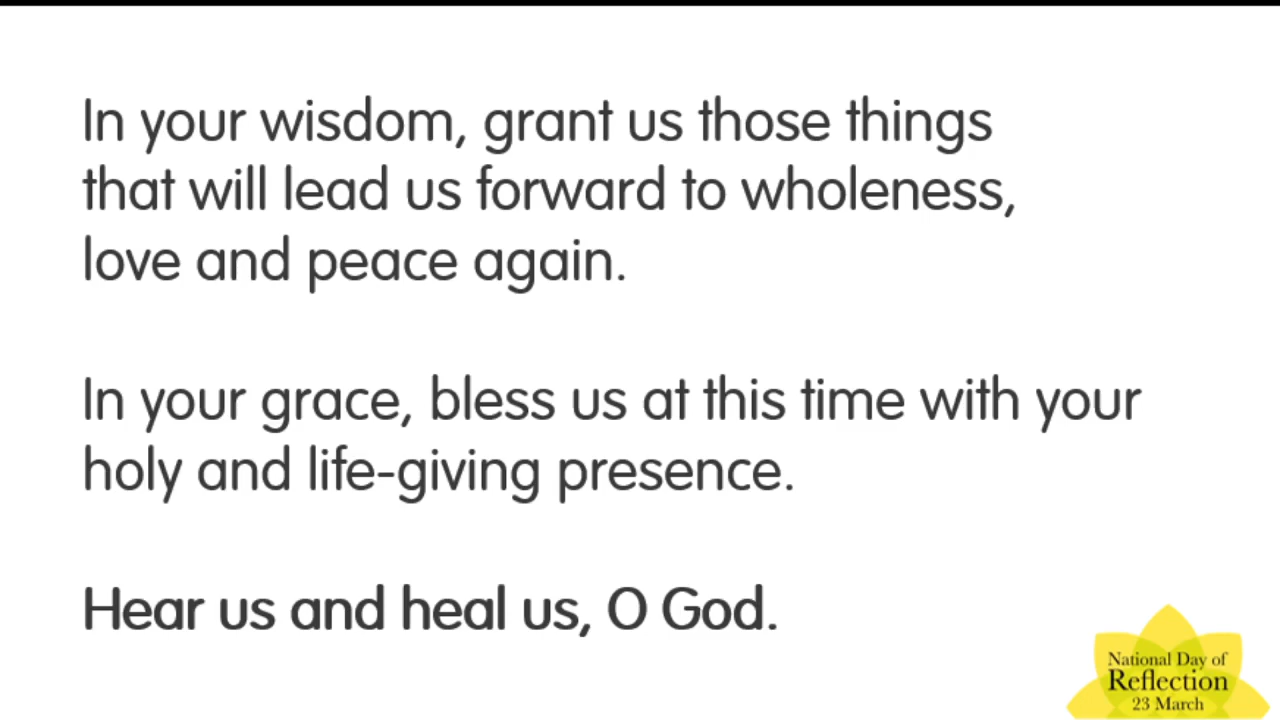 In your wisdom, grant us those things
that will lead us forward to wholeness,
love and peace again.
In your grace, bless us at this time with your
holy and life-giving presence.
Hear us and heal us, O God.
National Day of
Reflection
23 March